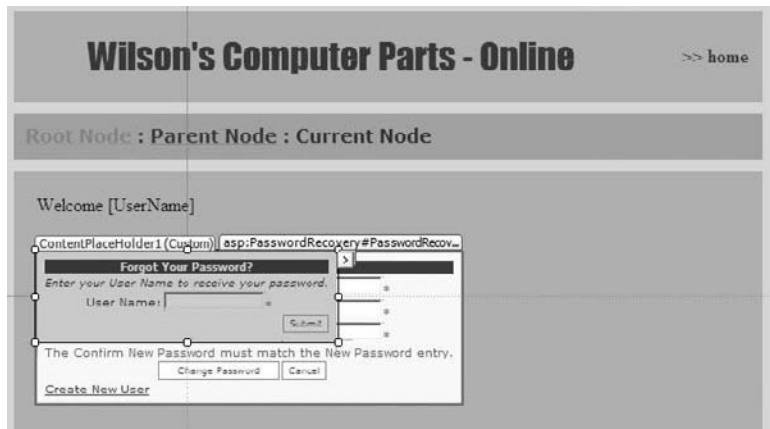 Wilson's Computer Parts - Online
>> home
Root Node : Parent Node : Current Node
Welcome [UserName]
ContentPlaceHolder1 (Custom) asp:PasswordRecovery#PasswordRecov...
Forgot Your Password?
Enter your User Name to receive your password.
User Name: *
*
*
Submit
*
The Confirm New Password must match the New Password entry.
Change Password Cancel
Create New User